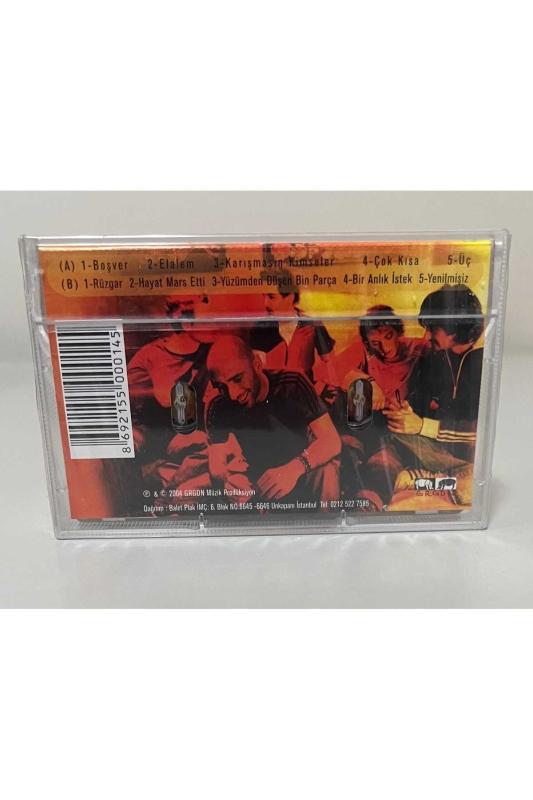 (A) 1-Boşver 2-Elalem 3-Karışmasın Kimseler 4-Çok Kısa 5-Üç
(B) 1-Rüzgar 2-Hayat Mars Etti 3-Yüzümden Düşen Bin Parça 4-Bir Anlık İstek 5-Yenilmişiz
8 692155 000145
GRGDN
℗ & © 2004 GRGDN Müzik Prodüksiyon
Dağıtım : Balet Plak İMÇ. 6. Blok NO.6645 -6646 Unkapanı İstanbul Tel: 0212 522 7585